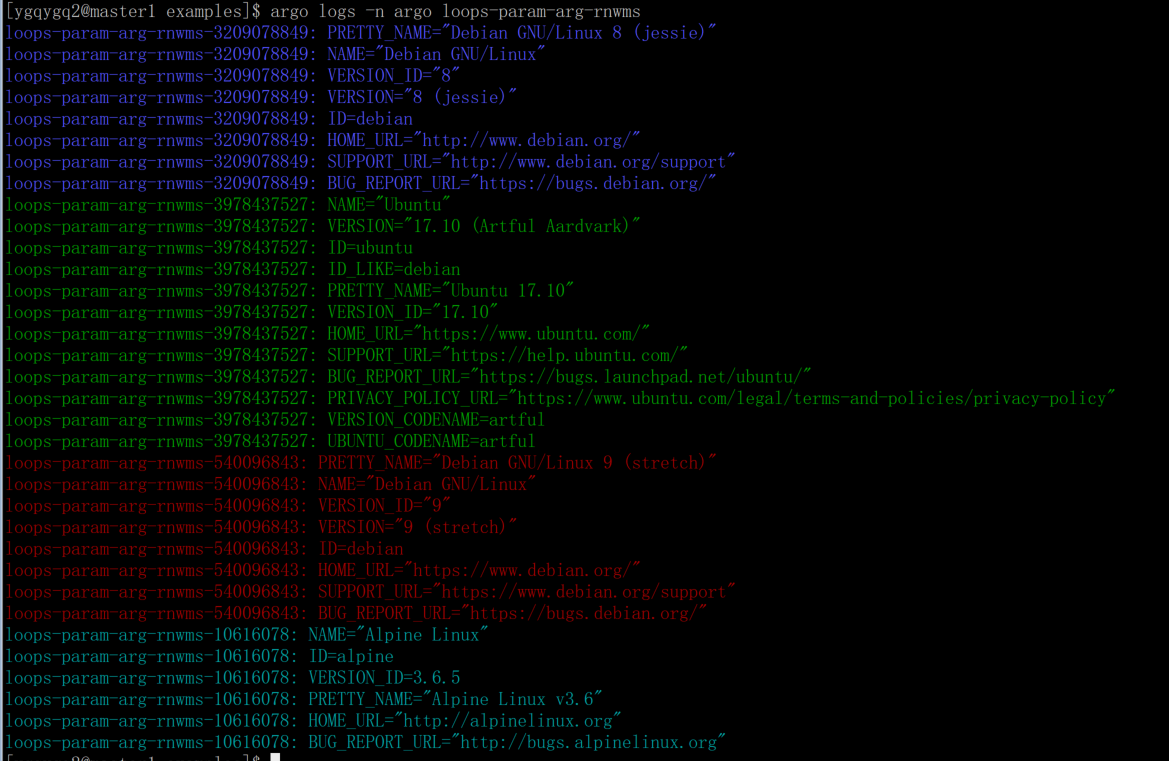 [ygqygq2@master1 examples]$ argo logs -n argo loops-param-arg-rnwms
loops-param-arg-rnwms-3209078849: PRETTY_NAME="Debian GNU/Linux 8 (jessie)"
loops-param-arg-rnwms-3209078849: NAME="Debian GNU/Linux"
loops-param-arg-rnwms-3209078849: VERSION_ID="8"
loops-param-arg-rnwms-3209078849: VERSION="8 (jessie)"
loops-param-arg-rnwms-3209078849: ID=debian
loops-param-arg-rnwms-3209078849: HOME_URL="http://www.debian.org/"
loops-param-arg-rnwms-3209078849: SUPPORT_URL="http://www.debian.org/support"
loops-param-arg-rnwms-3209078849: BUG_REPORT_URL="https://bugs.debian.org/"
loops-param-arg-rnwms-3978437527: NAME="Ubuntu"
loops-param-arg-rnwms-3978437527: VERSION="17.10 (Artful Aardvark)"
loops-param-arg-rnwms-3978437527: ID=ubuntu
loops-param-arg-rnwms-3978437527: ID_LIKE=debian
loops-param-arg-rnwms-3978437527: PRETTY_NAME="Ubuntu 17.10"
loops-param-arg-rnwms-3978437527: VERSION_ID="17.10"
loops-param-arg-rnwms-3978437527: HOME_URL="https://www.ubuntu.com/"
loops-param-arg-rnwms-3978437527: SUPPORT_URL="https://help.ubuntu.com/"
loops-param-arg-rnwms-3978437527: BUG_REPORT_URL="https://bugs.launchpad.net/ubuntu/"
loops-param-arg-rnwms-3978437527: PRIVACY_POLICY_URL="https://www.ubuntu.com/legal/terms-and-policies/privacy-policy"
loops-param-arg-rnwms-3978437527: VERSION_CODENAME=artful
loops-param-arg-rnwms-3978437527: UBUNTU_CODENAME=artful
loops-param-arg-rnwms-540096843: PRETTY_NAME="Debian GNU/Linux 9 (stretch)"
loops-param-arg-rnwms-540096843: NAME="Debian GNU/Linux"
loops-param-arg-rnwms-540096843: VERSION_ID="9"
loops-param-arg-rnwms-540096843: VERSION="9 (stretch)"
loops-param-arg-rnwms-540096843: ID=debian
loops-param-arg-rnwms-540096843: HOME_URL="https://www.debian.org/"
loops-param-arg-rnwms-540096843: SUPPORT_URL="https://www.debian.org/support"
loops-param-arg-rnwms-540096843: BUG_REPORT_URL="https://bugs.debian.org/"
loops-param-arg-rnwms-10616078: NAME="Alpine Linux"
loops-param-arg-rnwms-10616078: ID=alpine
loops-param-arg-rnwms-10616078: VERSION_ID=3.6.5
loops-param-arg-rnwms-10616078: PRETTY_NAME="Alpine Linux v3.6"
loops-param-arg-rnwms-10616078: HOME_URL="http://alpinelinux.org"
loops-param-arg-rnwms-10616078: BUG_REPORT_URL="http://bugs.alpinelinux.org"